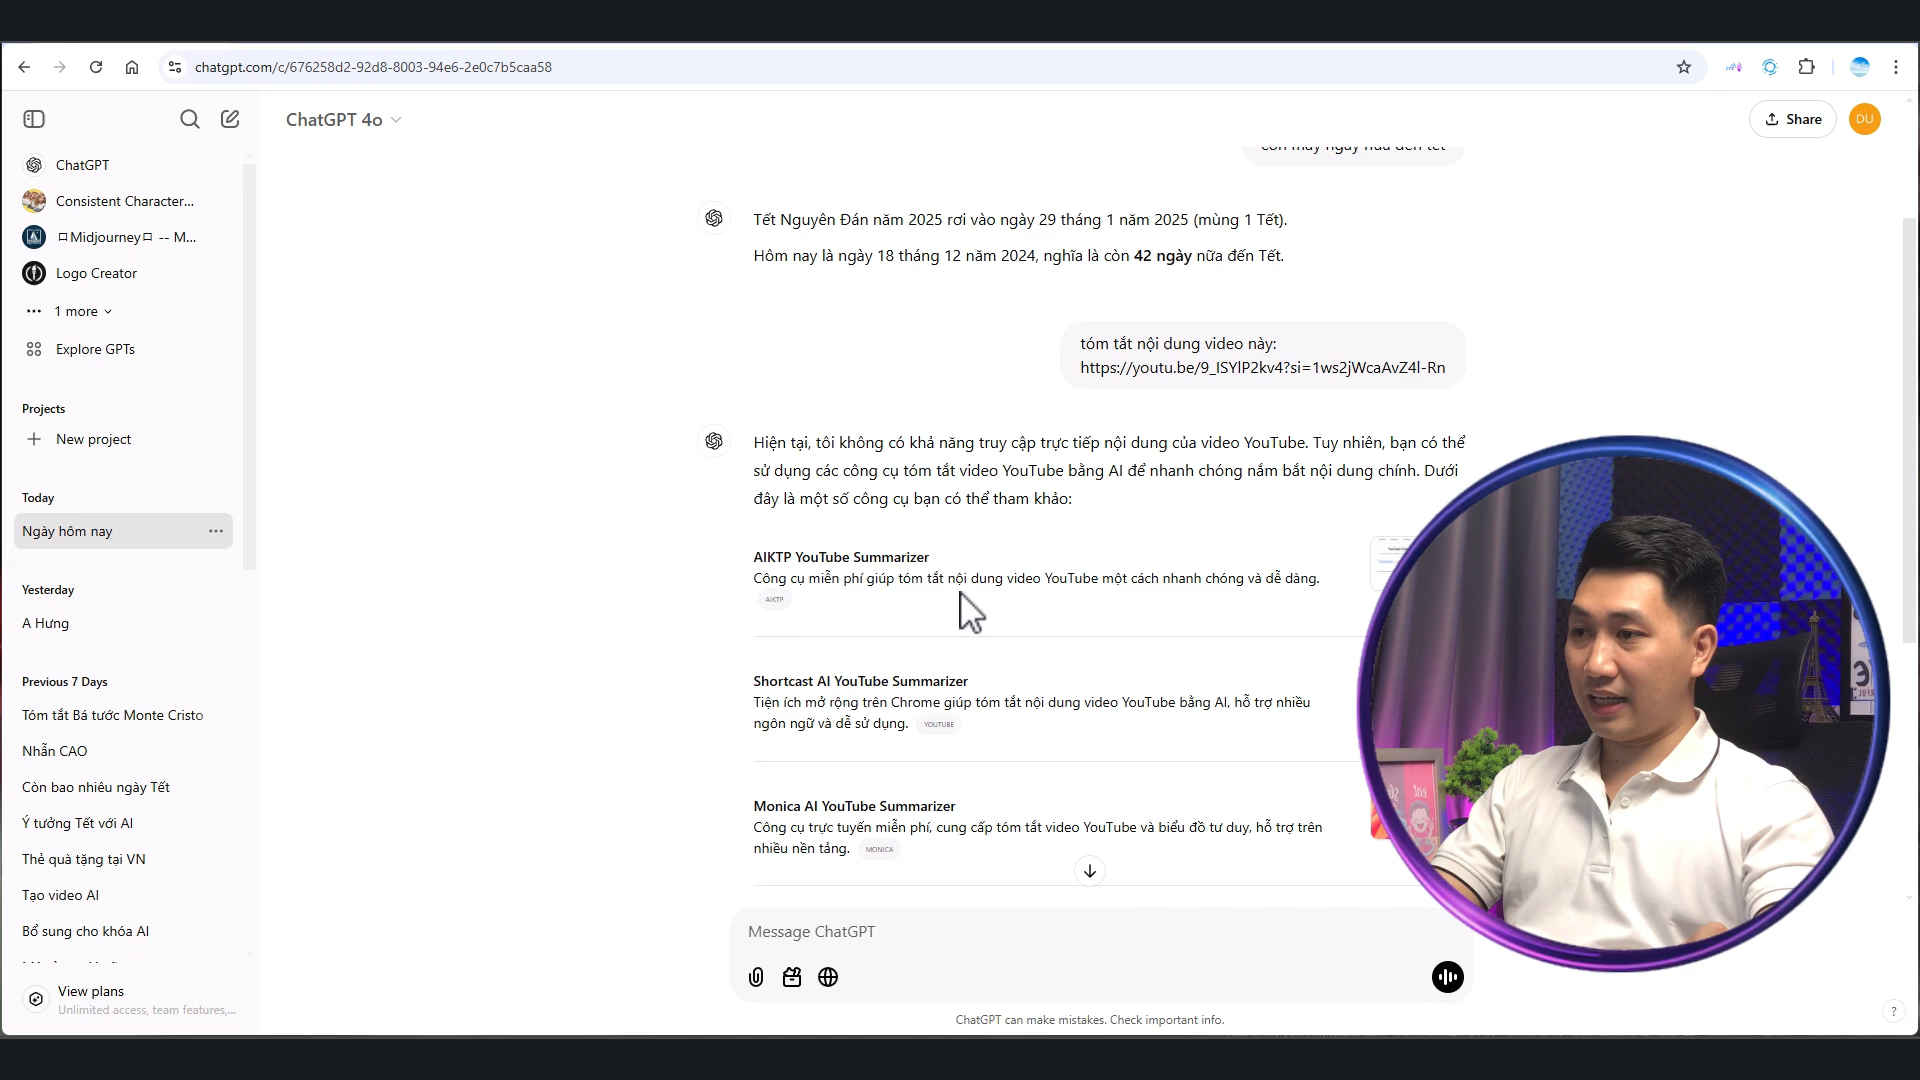 chatgpt.com/c/676258d2-92d8-8003-94e6-2e0c7b5caa58
ChatGPT 4o
Share
DU
ChatGPT
Consistent Character...
Midjourney -- M...
Logo Creator
1 more
Explore GPTs
Projects
New project
Today
Ngày hôm nay
Yesterday
A Hưng
Previous 7 Days
Tóm tắt Bá tước Monte Cristo
Nhẫn CAO
Còn bao nhiêu ngày Tết
Ý tưởng Tết với AI
Thẻ quà tặng tại VN
Tạo video AI
Bổ sung cho khóa AI
View plans
Unlimited access, team features,...
còn mấy ngày nữa đến tết
Tết Nguyên Đán năm 2025 rơi vào ngày 29 tháng 1 năm 2025 (mùng 1 Tết).
Hôm nay là ngày 18 tháng 12 năm 2024, nghĩa là còn 42 ngày nữa đến Tết.
tóm tắt nội dung video này:
https://youtu.be/9_ISYlP2kv4?si=1ws2jWcaAvZ4l-Rn
Hiện tại, tôi không có khả năng truy cập trực tiếp nội dung của video YouTube. Tuy nhiên, bạn có thể
sử dụng các công cụ tóm tắt video YouTube bằng AI để nhanh chóng nắm bắt nội dung chính. Dưới
đây là một số công cụ bạn có thể tham khảo:
AIKTP YouTube Summarizer
Công cụ miễn phí giúp tóm tắt nội dung video YouTube một cách nhanh chóng và dễ dàng.
AIKTP
Shortcast AI YouTube Summarizer
Tiện ích mở rộng trên Chrome giúp tóm tắt nội dung video YouTube bằng AI, hỗ trợ nhiều
ngôn ngữ và dễ sử dụng. YOUTUBE
Monica AI YouTube Summarizer
Công cụ trực tuyến miễn phí, cung cấp tóm tắt video YouTube và biểu đồ tư duy, hỗ trợ trên
nhiều nền tảng. MONICA
Message ChatGPT
ChatGPT can make mistakes. Check important info.
?